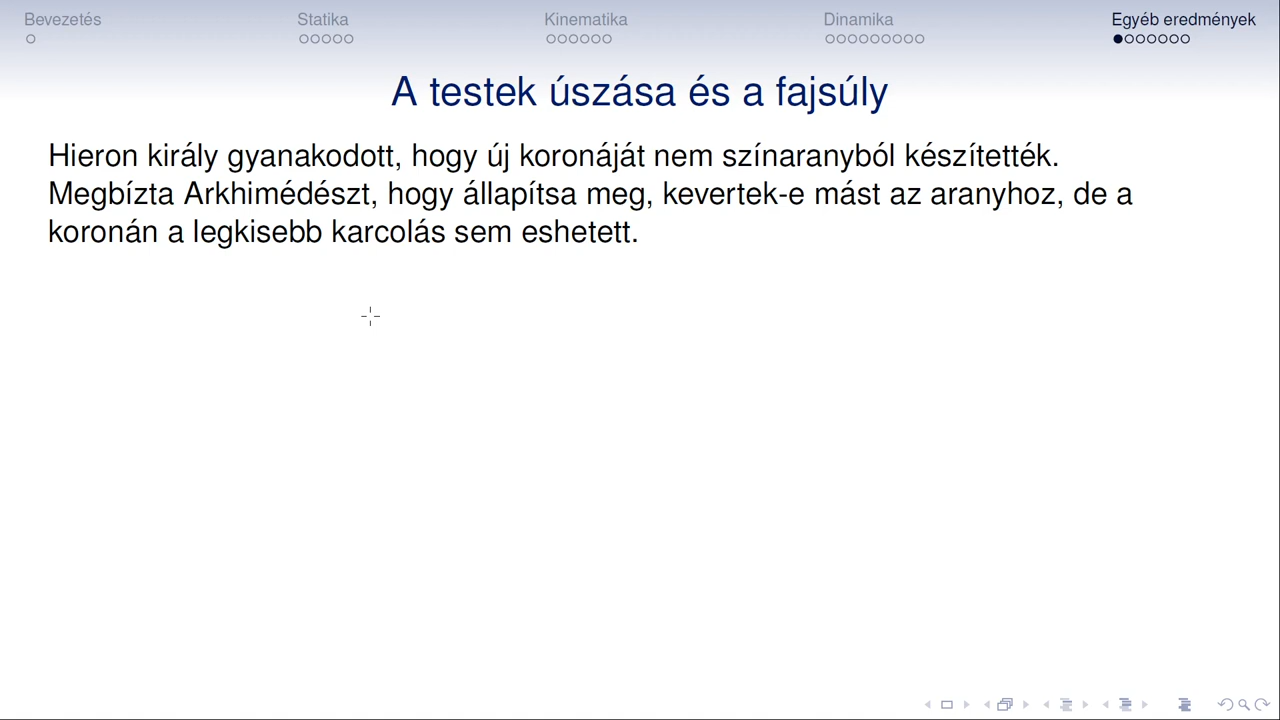 Bevezetés Statika Kinematika Dinamika Egyéb eredmények
A testek úszása és a fajsúly
Hieron király gyanakodott, hogy új koronáját nem színaranyból készítették.
Megbízta Arkhimédészt, hogy állapítsa meg, kevertek-e mást az aranyhoz, de a
koronán a legkisebb karcolás sem eshetett.